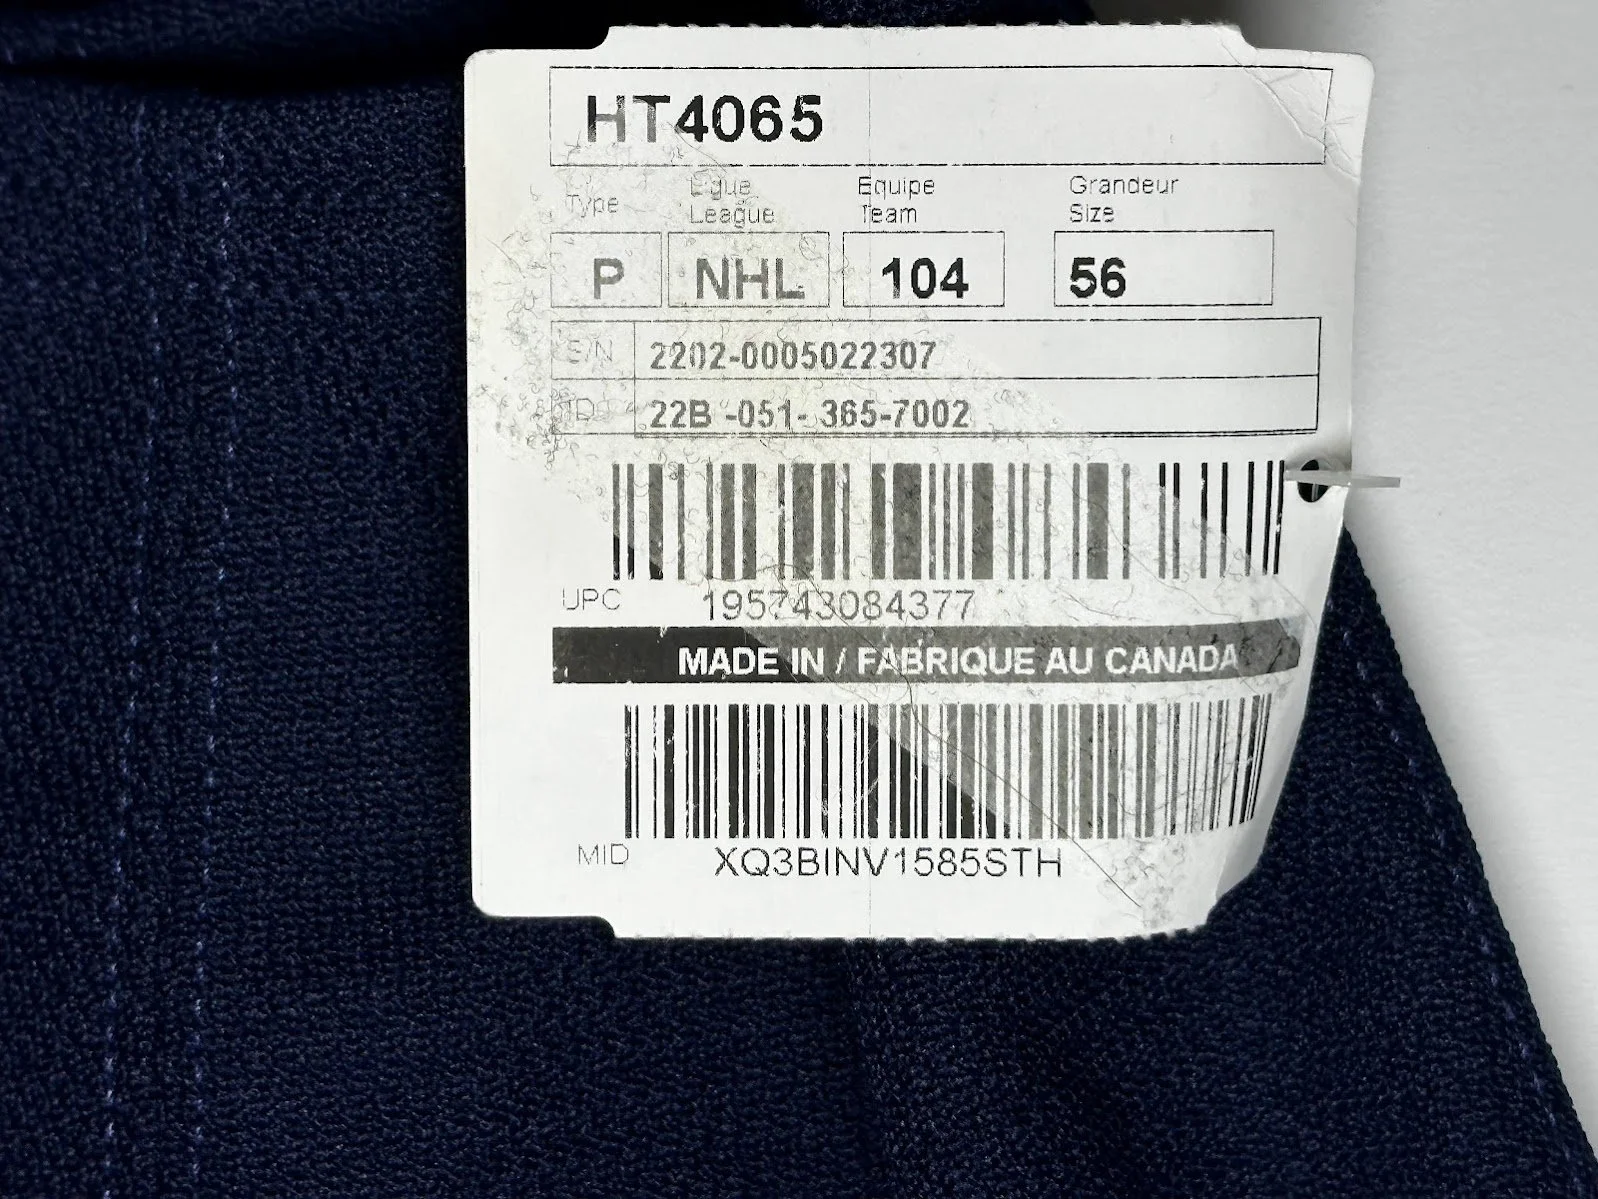 HT4065
Type Ligue Equipe Grandeur
League Team Size
P NHL 104 56
S/N 2202-0005022307
ID 22B -051- 365-7002
UPC 195743084377
MADE IN / FABRIQUE AU CANADA
MID XQ3BINV1585STH